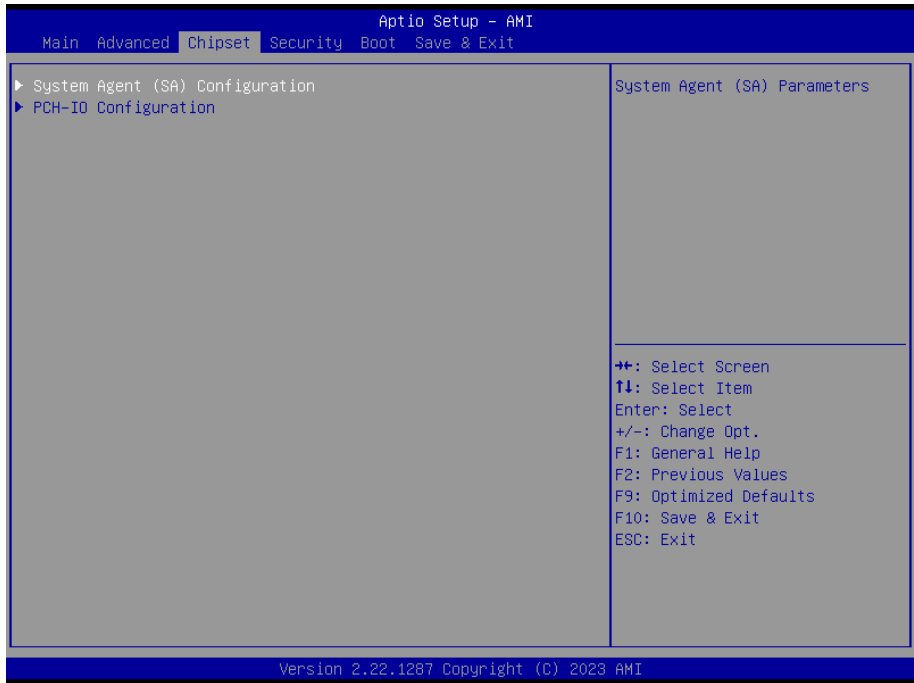 Aptio Setup - AMI
Main Advanced Chipset Security Boot Save & Exit
▶ System Agent (SA) Configuration
▶ PCH-IO Configuration
System Agent (SA) Parameters
→←: Select Screen
↑↓: Select Item
Enter: Select
+/-: Change Opt.
F1: General Help
F2: Previous Values
F9: Optimized Defaults
F10: Save & Exit
ESC: Exit
Version 2.22.1287 Copyright (C) 2023 AMI